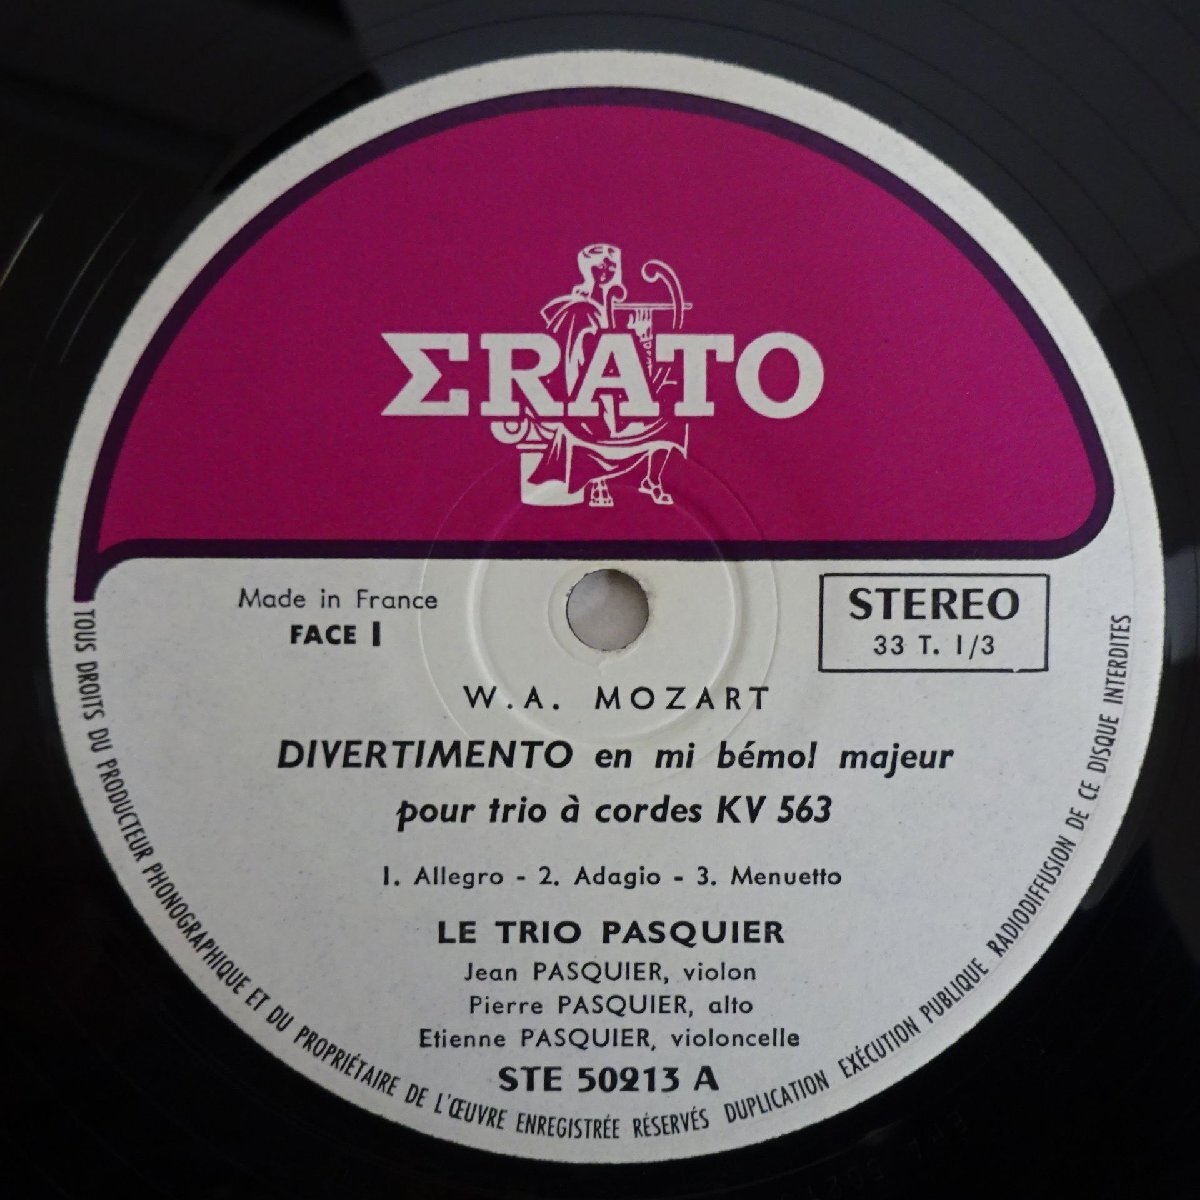 ΣRATO
Made in France
FACE 1
STEREO
33 T. 1/3
W.A. MOZART
DIVERTIMENTO en mi bémol majeur
pour trio à cordes KV 563
1. Allegro - 2. Adagio - 3. Menuetto
LE TRIO PASQUIER
Jean PASQUIER, violon
Pierre PASQUIER, alto
Etienne PASQUIER, violoncelle
STE 50213 A
TOUS DROITS DU PRODUCTEUR PHONOGRAPHIQUE ET DU PROPRIÉTAIRE DE L'ŒUVRE ENREGISTRÉE RÉSERVÉS DUPLICATION EXÉCUTION PUBLIQUE RADIODIFFUSION DE CE DISQUE INTERDITES